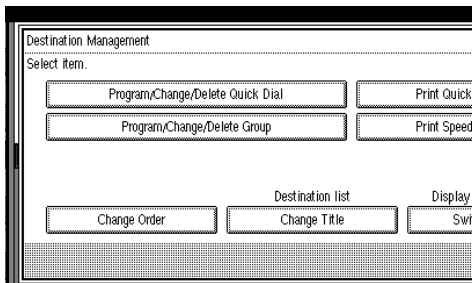 Destination Management
Select item.
Program/Change/Delete Quick Dial Print Quick
Program/Change/Delete Group Print Speed
Destination list Display
Change Order Change Title Swi